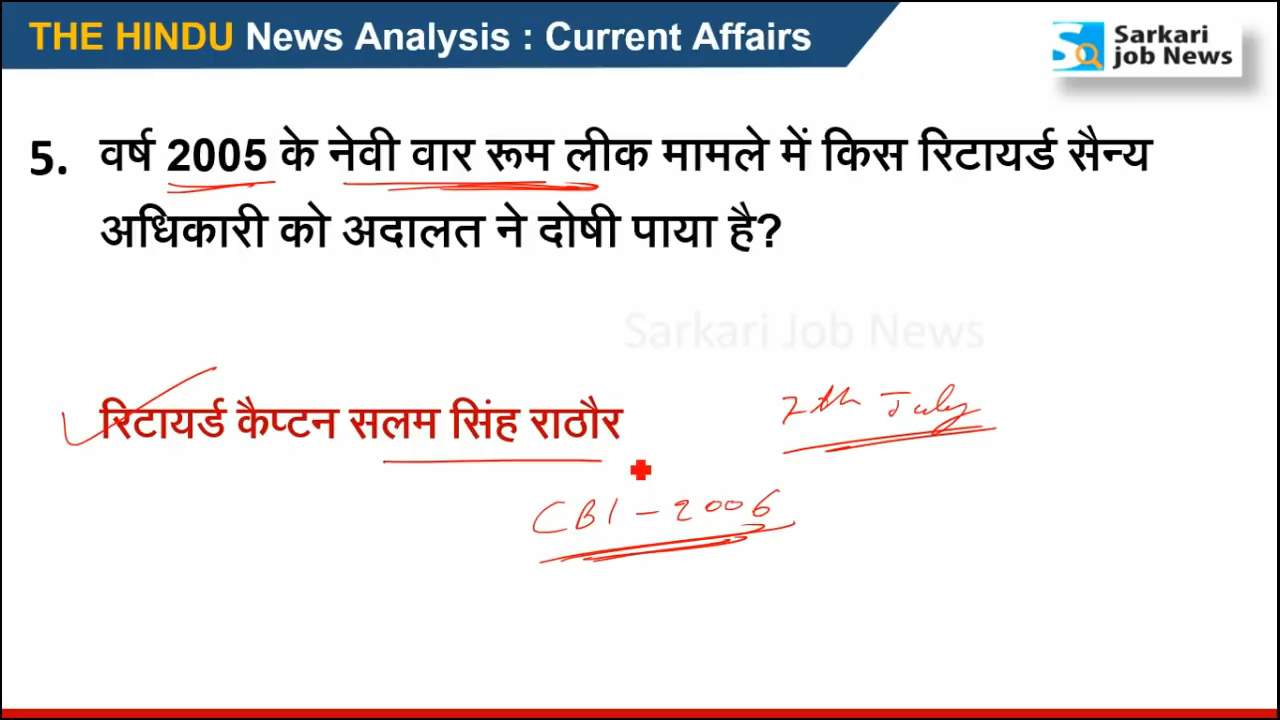 THE HINDU News Analysis : Current Affairs
Sarkari
job News
5. वर्ष 2005 के नेवी वार रूम लीक मामले में किस रिटायर्ड सैन्य
अधिकारी को अदालत ने दोषी पाया है?
Sarkari Job News
रिटायर्ड कैप्टन सलम सिंह राठौर
7th July
CBI - 2006